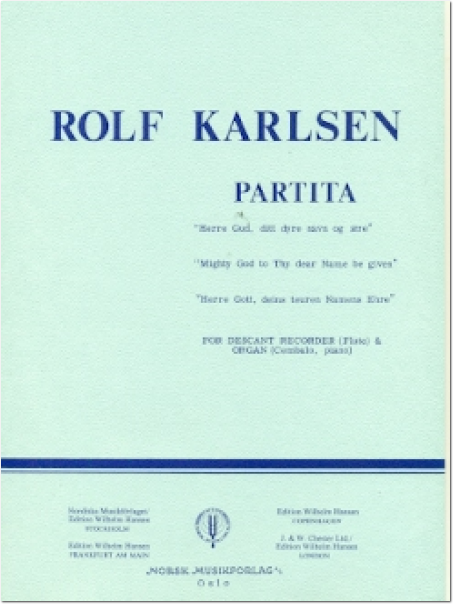 ROLF KARLSEN
PARTITA
"Herre Gud, ditt dyre navn og ære"
"Mighty God to Thy dear Name be given"
"Herre Gott, deine teuren Namens Ehre"
FOR DESCANT RECORDER (Flute) &
ORGAN (Cembalo, piano)
Nordiska Musikförlaget/
Edition Wilhelm Hansen
STOCKHOLM
Edition Wilhelm Hansen
FRANKFURT AM MAIN
Edition Wilhelm Hansen
COPENHAGEN
J. & W. Chester Ltd./
Edition Wilhelm Hansen
LONDON
NORSK MUSIKFORLAG A/S
Oslo